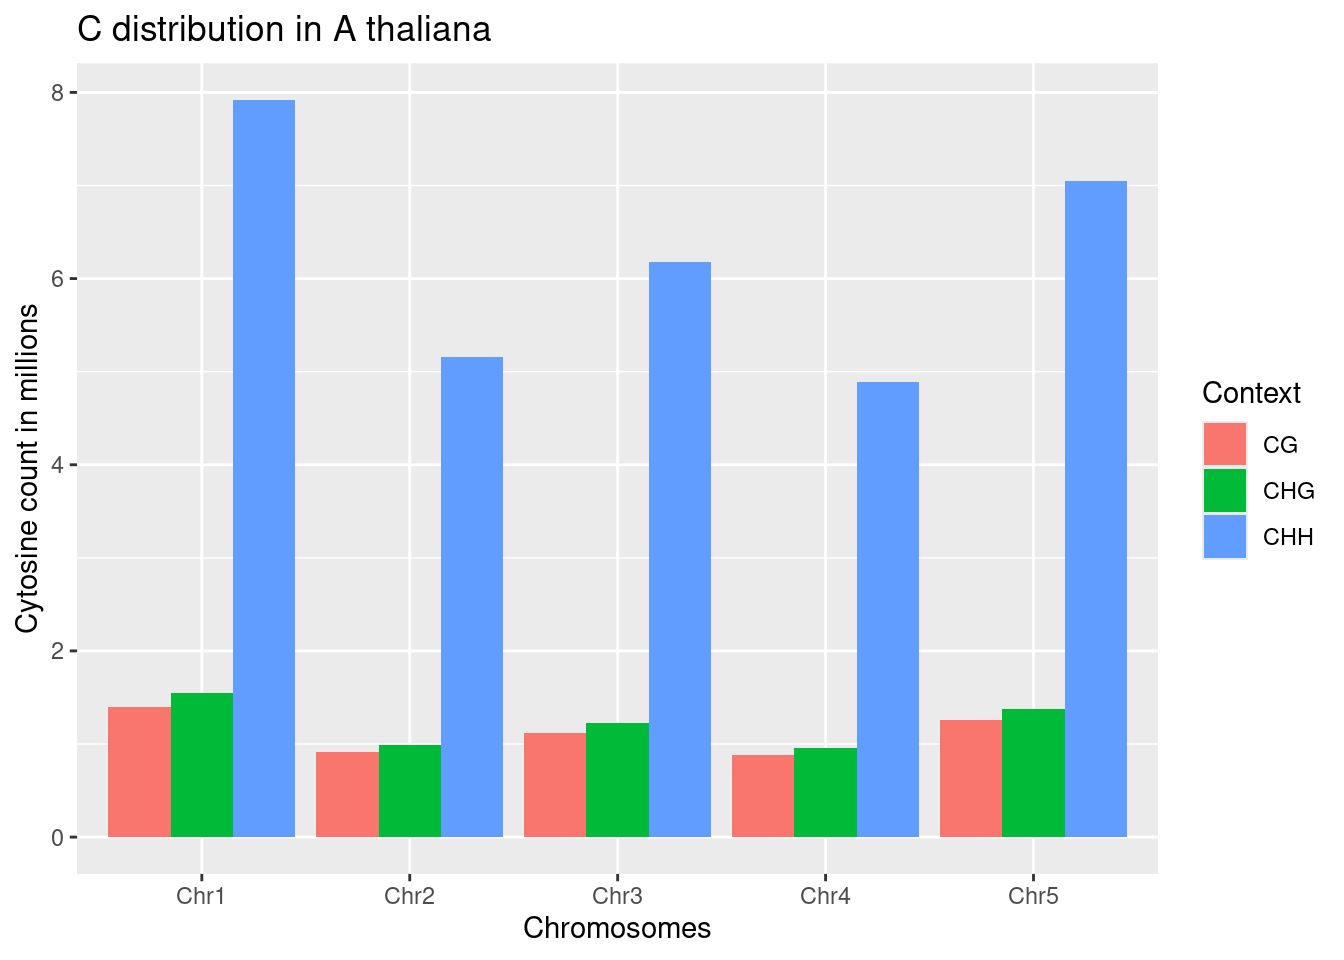 C distribution in A thaliana
Cytosine count in millions
8
6
4
2
0
Chr1 Chr2 Chr3 Chr4 Chr5
Chromosomes
Context
CG
CHG
CHH